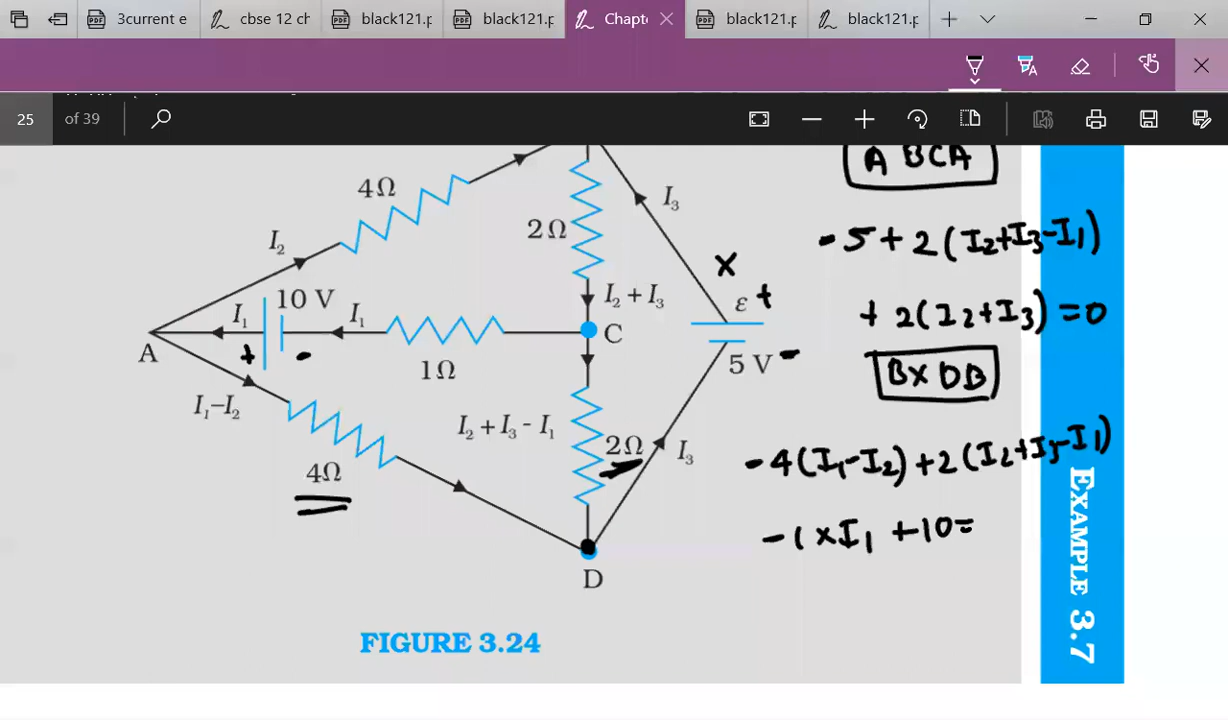 3current e
cbse 12 ch
black121.p
black121.p
Chapt
black121.p
black121.p
25 of 39
A BCA
4Ω
I₃
2Ω
- 5 + 2 (I₂+I₃-I₁)
I₂
X
10 V
I₂ + I₃
ε +
+ 2(I₂+I₃) = 0
I₁
I₁
A
+
-
C
1Ω
5 V -
BXDB
I₁–I₂
I₂ + I₃ - I₁
2Ω
I₃
-4(I₁-I₂)+2(I₂+I₃-I₁)
4Ω
-1×I₁ +10=
D
EXAMPLE 3.7
FIGURE 3.24